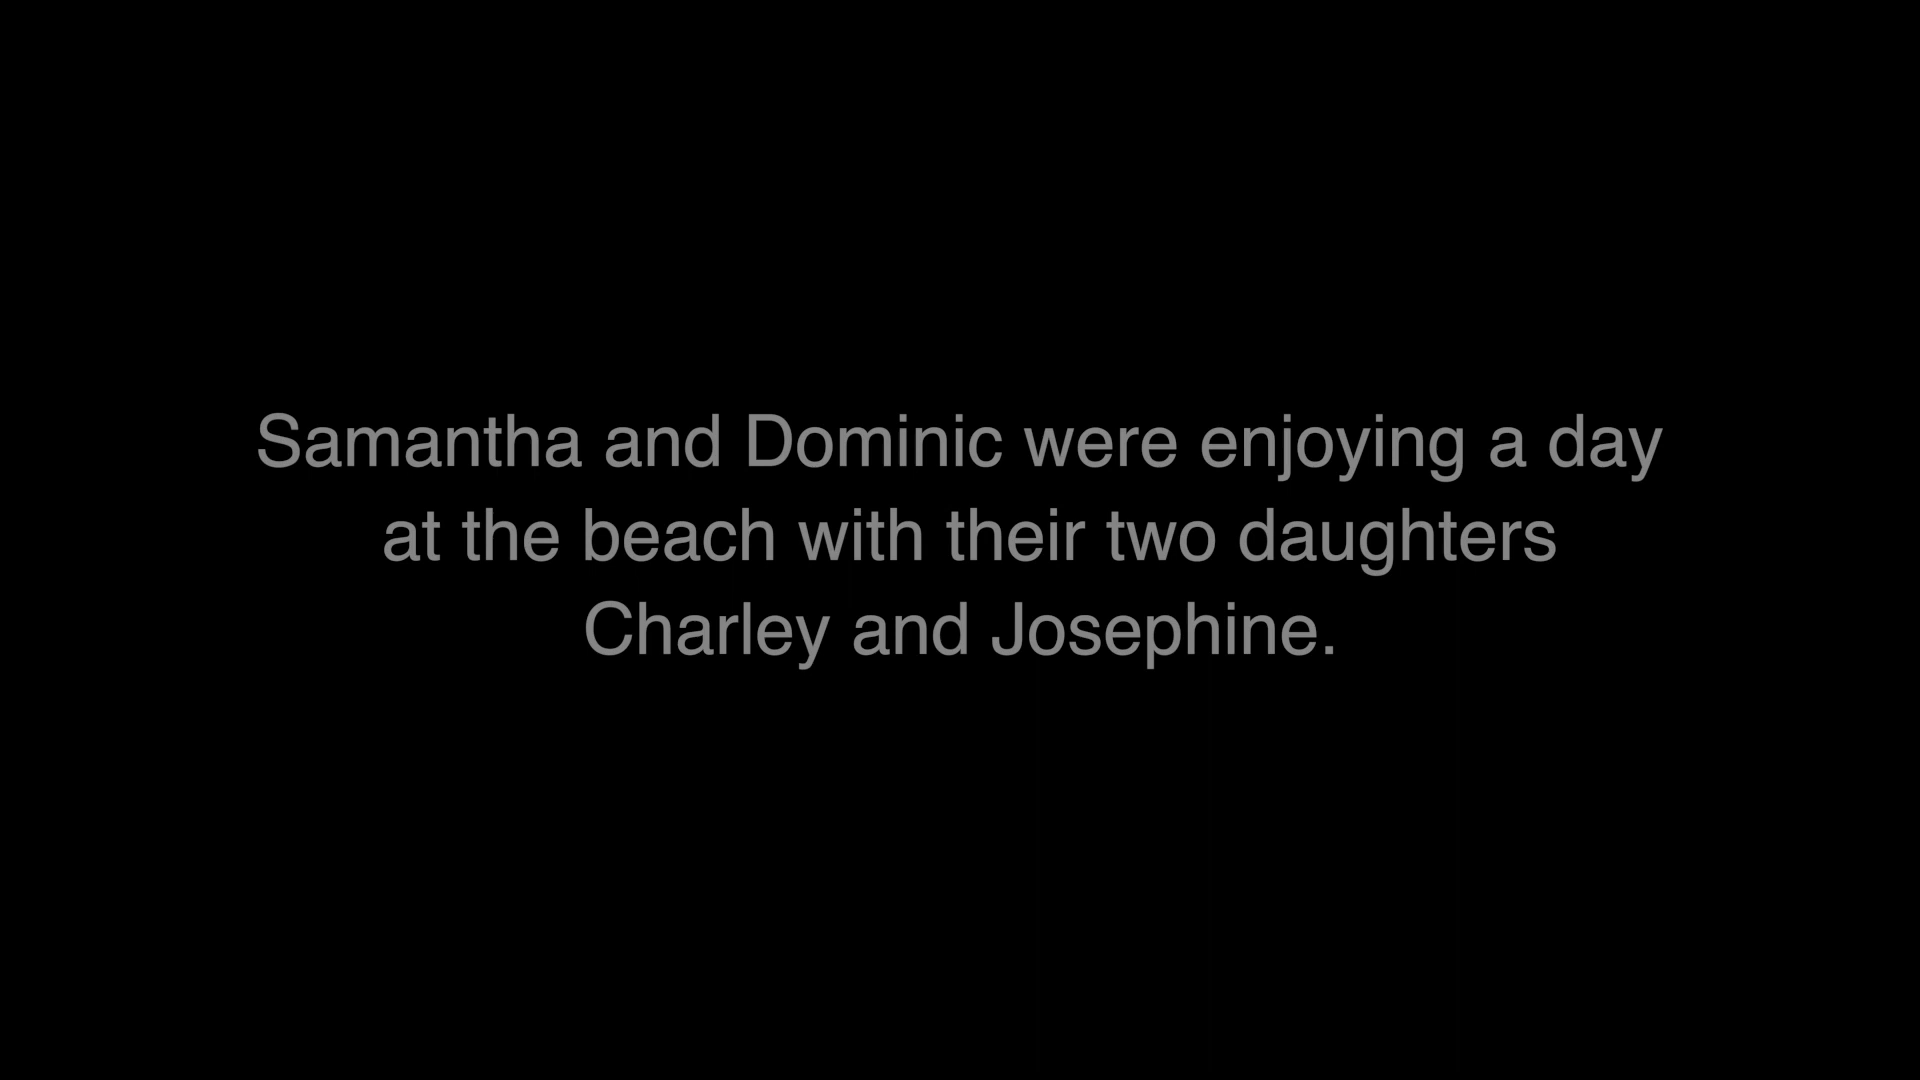 Samantha and Dominic were enjoying a day
at the beach with their two daughters
Charley and Josephine.